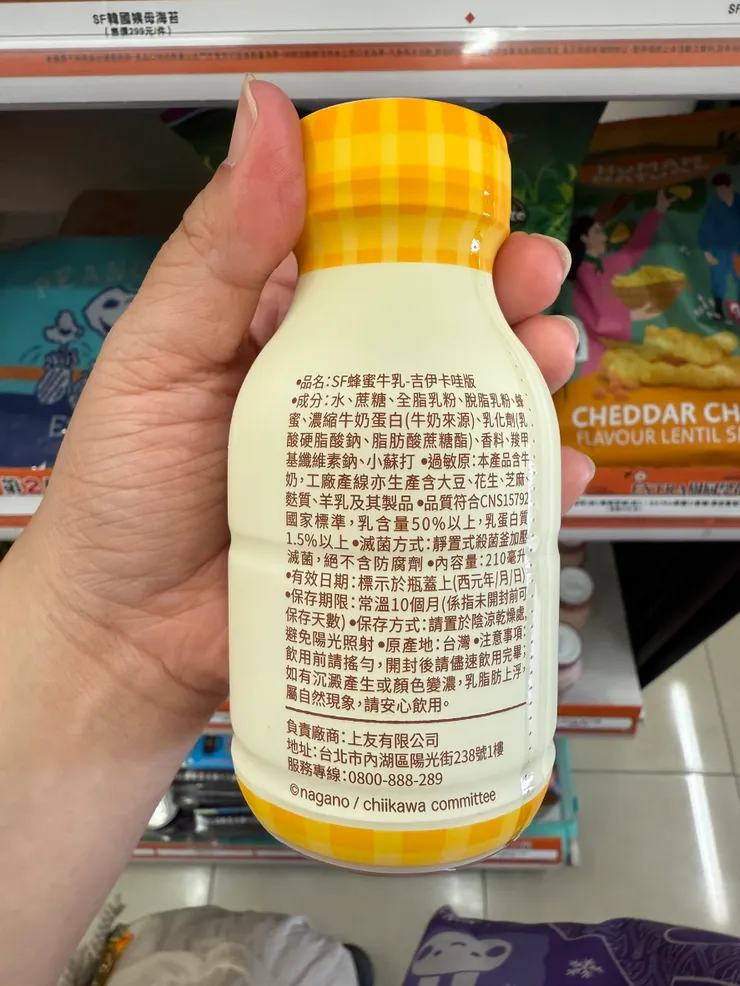 SF韓國姨母海苔
(售價299元/件)
SF
PEAN
HUMAN
CHEDDAR CH
FLAVOUR LENTIL S
第2
•品名:SF蜂蜜牛乳-吉伊卡哇版
•成分:水、蔗糖、全脂乳粉、脫脂乳粉、蜂
蜜、濃縮牛奶蛋白(牛奶來源)、乳化劑(乳
酸硬脂酸鈉、脂肪酸蔗糖酯)、香料、羧甲
基纖維素鈉、小蘇打 •過敏原:本產品含牛
奶,工廠產線亦生產含大豆、花生、芝麻、
麩質、羊乳及其製品 •品質符合CNS15792
國家標準,乳含量50%以上,乳蛋白質
1.5%以上 •滅菌方式:靜置式殺菌釜加壓
滅菌,絕不含防腐劑 •內容量:210毫升
•有效日期:標示於瓶蓋上(西元年/月/日)
•保存期限:常溫10個月(係指未開封前可
保存天數) •保存方式:請置於陰涼乾燥處,
避免陽光照射 •原產地:台灣 •注意事項:
飲用前請搖勻,開封後請儘速飲用完畢;
如有沉澱產生或顏色變濃,乳脂肪上浮,
屬自然現象,請安心飲用。
負責廠商:上友有限公司
地址:台北市內湖區陽光街238號1樓
服務專線:0800-888-289
©nagano / chiikawa committee